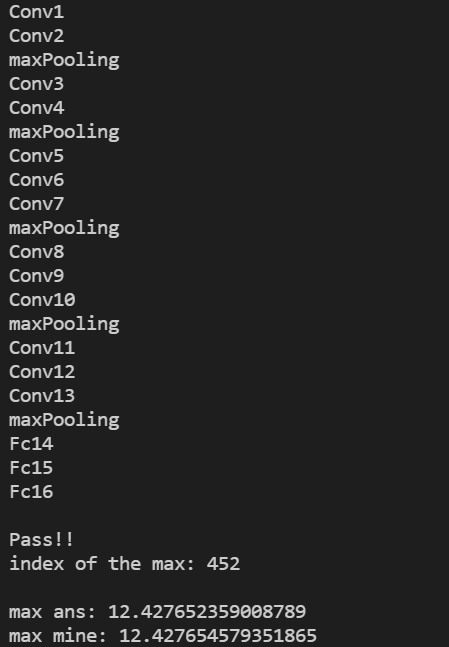 Conv1
Conv2
maxPooling
Conv3
Conv4
maxPooling
Conv5
Conv6
Conv7
maxPooling
Conv8
Conv9
Conv10
maxPooling
Conv11
Conv12
Conv13
maxPooling
Fc14
Fc15
Fc16
Pass!!
index of the max: 452
max ans: 12.427652359008789
max mine: 12.427654579351865